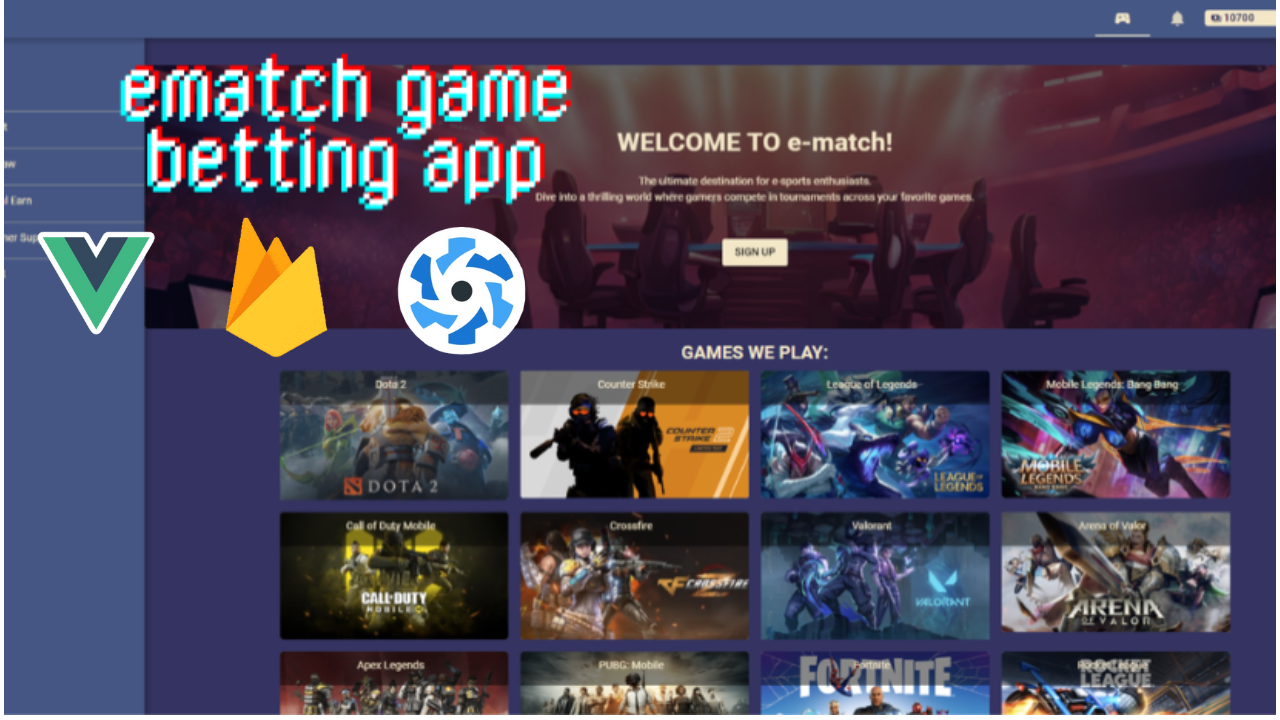 10700
ematch game
betting app
WELCOME TO e-match!
The ultimate destination for e-sports enthusiasts.
Dive into a thrilling world where gamers compete in tournaments across your favorite games.
Earn
SIGN UP
GAMES WE PLAY:
Dota 2
Counter Strike
League of Legends
Mobile Legends: Bang Bang
DOTA 2
COUNTER
STRIKE 2
LEAGUE OF
LEGENDS
MOBILE
LEGENDS
BANG BANG
Call of Duty Mobile
Crossfire
Valorant
Arena of Valor
CALL OF DUTY
MOBILE
CF CROSSFIRE
VALORANT
ARENA
OF VALOR
Apex Legends
PUBG: Mobile
Fortnite
Rocket League
FORTNITE
LEAGUE